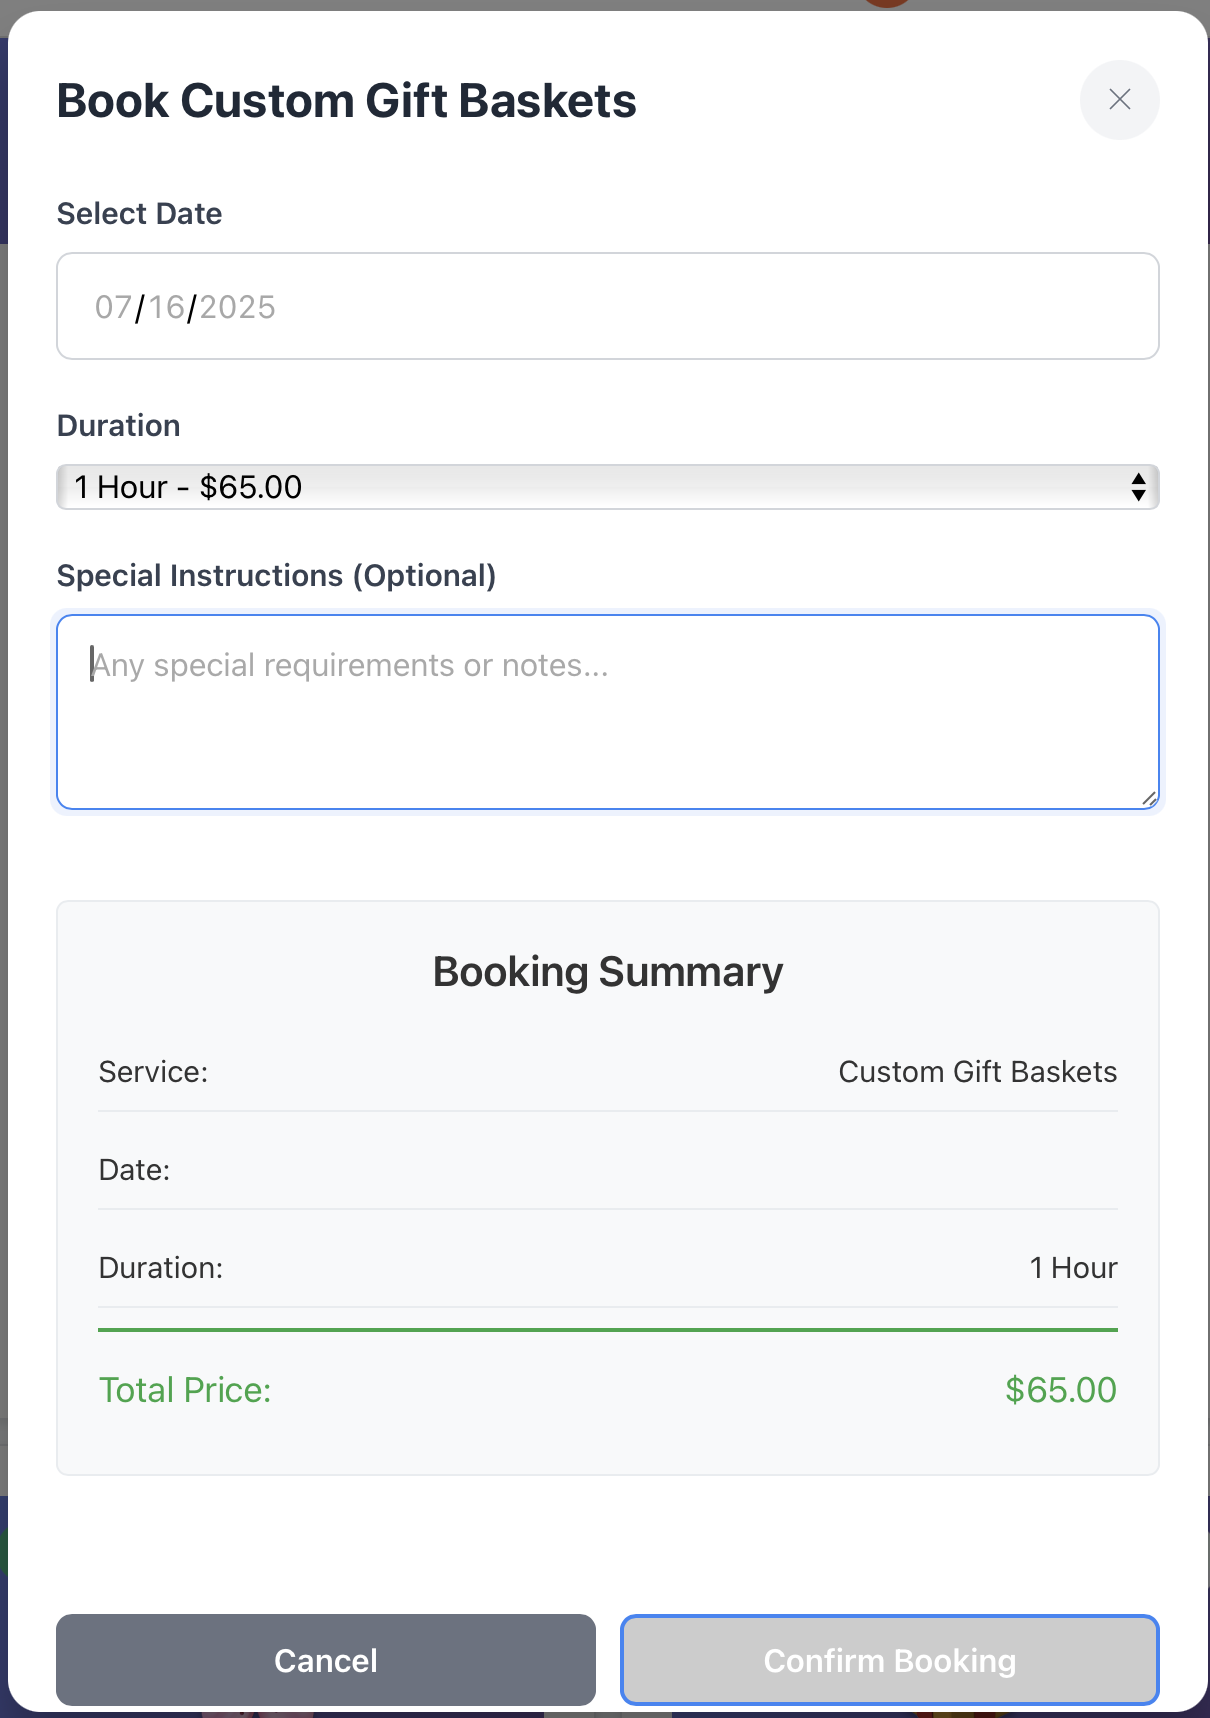 Book Custom Gift Baskets
Select Date
07/16/2025
Duration
1 Hour - $65.00
Special Instructions (Optional)
Any special requirements or notes...
Booking Summary
Service: Custom Gift Baskets
Date:
Duration: 1 Hour
Total Price: $65.00
Cancel Confirm Booking